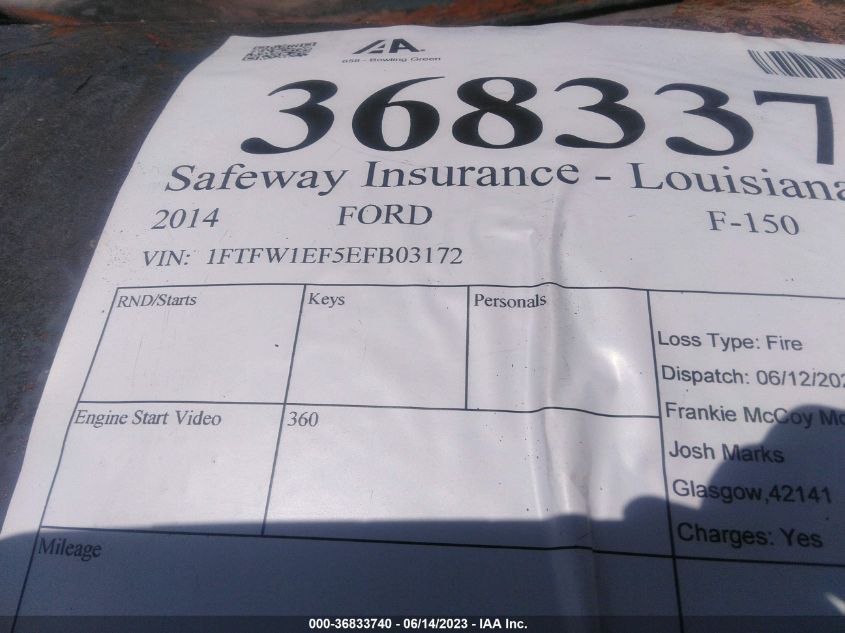 IAA
658 - Bowling Green
368337
Safeway Insurance - Louisiana
2014 FORD F-150
VIN: 1FTFW1EF5EFB03172
RND/Starts Keys Personals
Loss Type: Fire
Dispatch: 06/12/202
Frankie McCoy Mc
Engine Start Video 360
Josh Marks
Glasgow,42141
Charges: Yes
Mileage
000-36833740 - 06/14/2023 - IAA Inc.